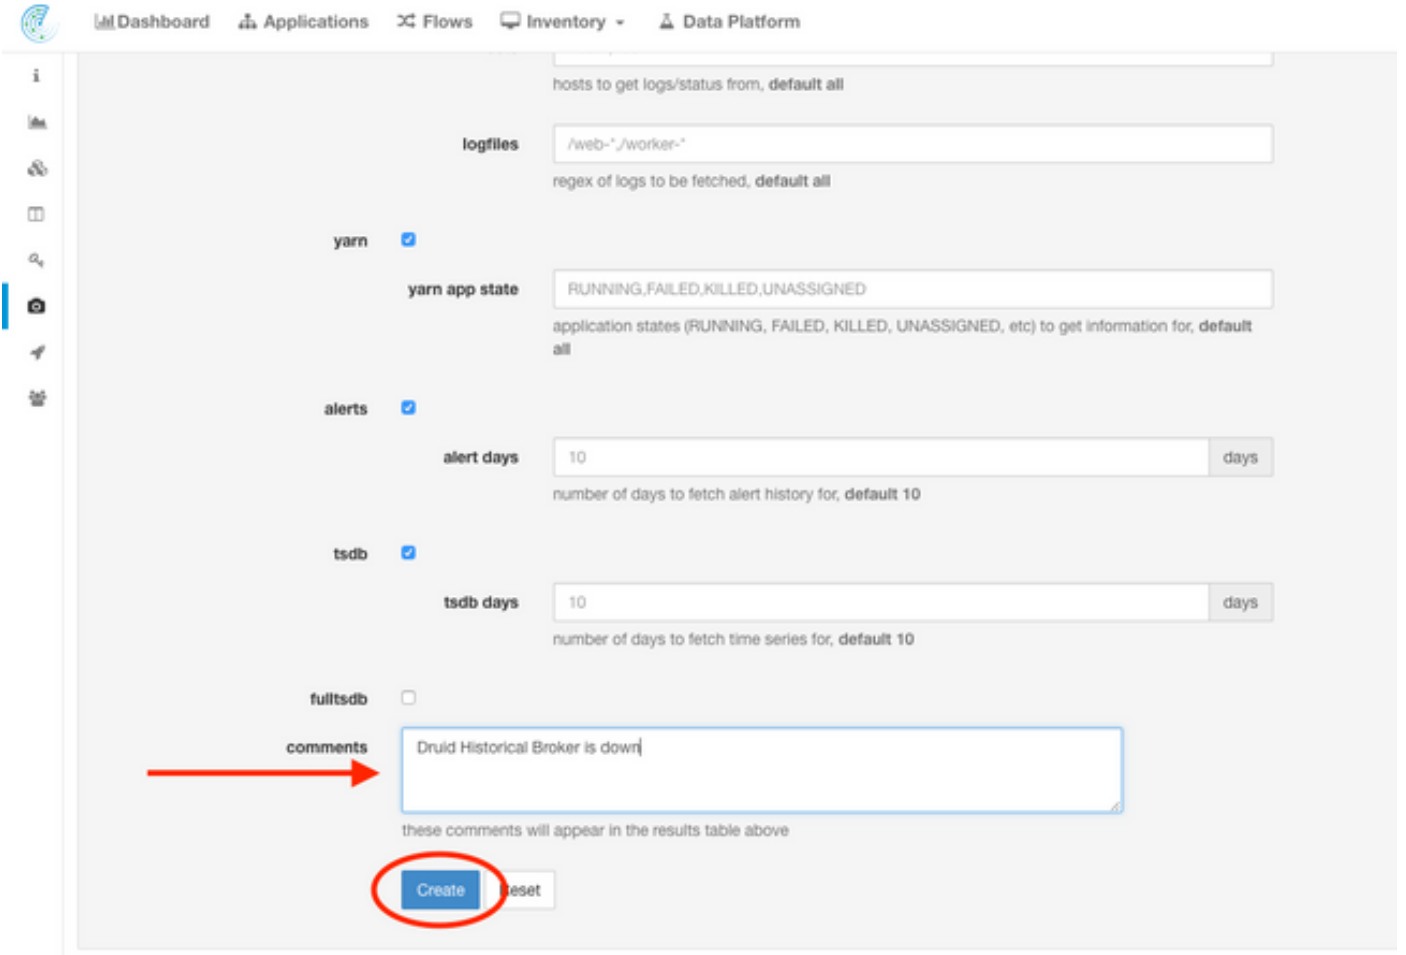 Dashboard Applications Flows Inventory Data Platform
hosts to get logs/status from, default all
logfiles /web-*,/worker-*
regex of logs to be fetched, default all
yarn
yarn app state RUNNING,FAILED,KILLED,UNASSIGNED
application states (RUNNING, FAILED, KILLED, UNASSIGNED, etc) to get information for, default
all
alerts
alert days 10 days
number of days to fetch alert history for, default 10
tsdb
tsdb days 10 days
number of days to fetch time series for, default 10
fulltsdb
comments Druid Historical Broker is down
these comments will appear in the results table above
Create Reset